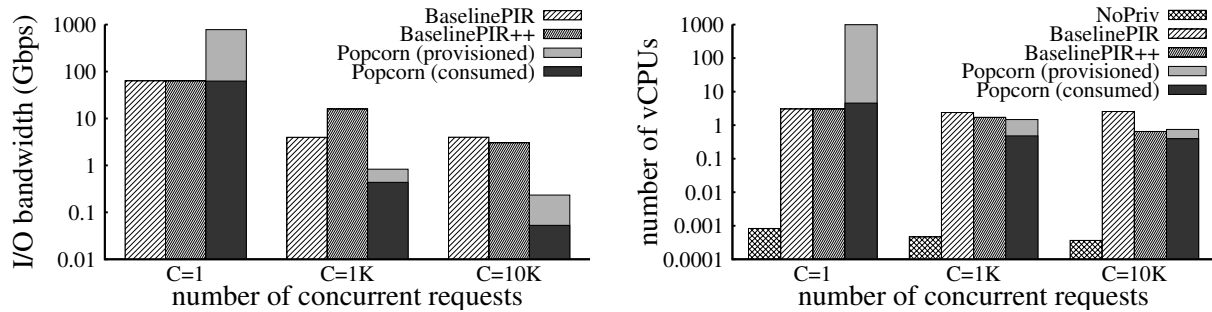 I/O bandwidth (Gbps)
1000
100
10
1
0.1
0.01
BaselinePIR
BaselinePIR++
Popcorn (provisioned)
Popcorn (consumed)
C=1
C=1K
C=10K
number of concurrent requests
number of vCPUs
1000
100
10
1
0.1
0.01
0.001
0.0001
NoPriv
BaselinePIR
BaselinePIR++
Popcorn (provisioned)
Popcorn (consumed)
C=1
C=1K
C=10K
number of concurrent requests